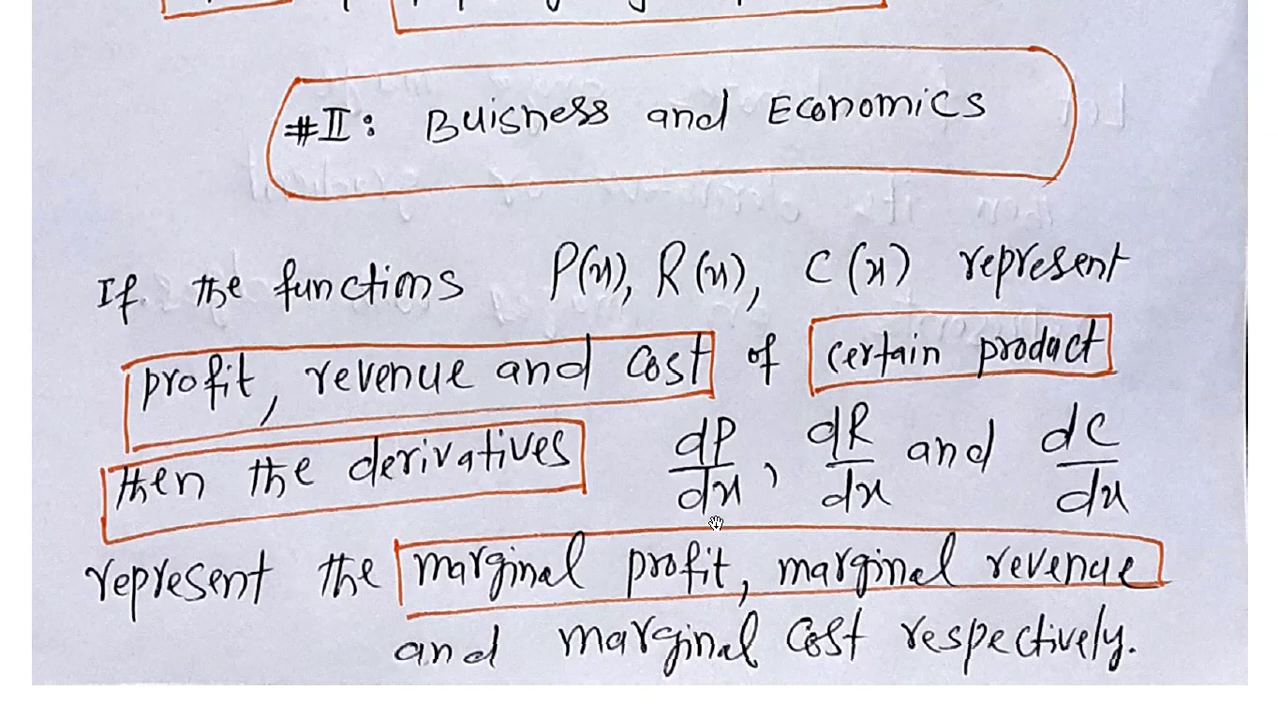 #II: Buisness and Economics
If the functions P(x), R(x), C(x) represent
profit, revenue and cost of certain product
then the derivatives dP/dx, dR/dx and dC/dx
represent the marginal profit, marginal revenue
and marginal cost respectively.